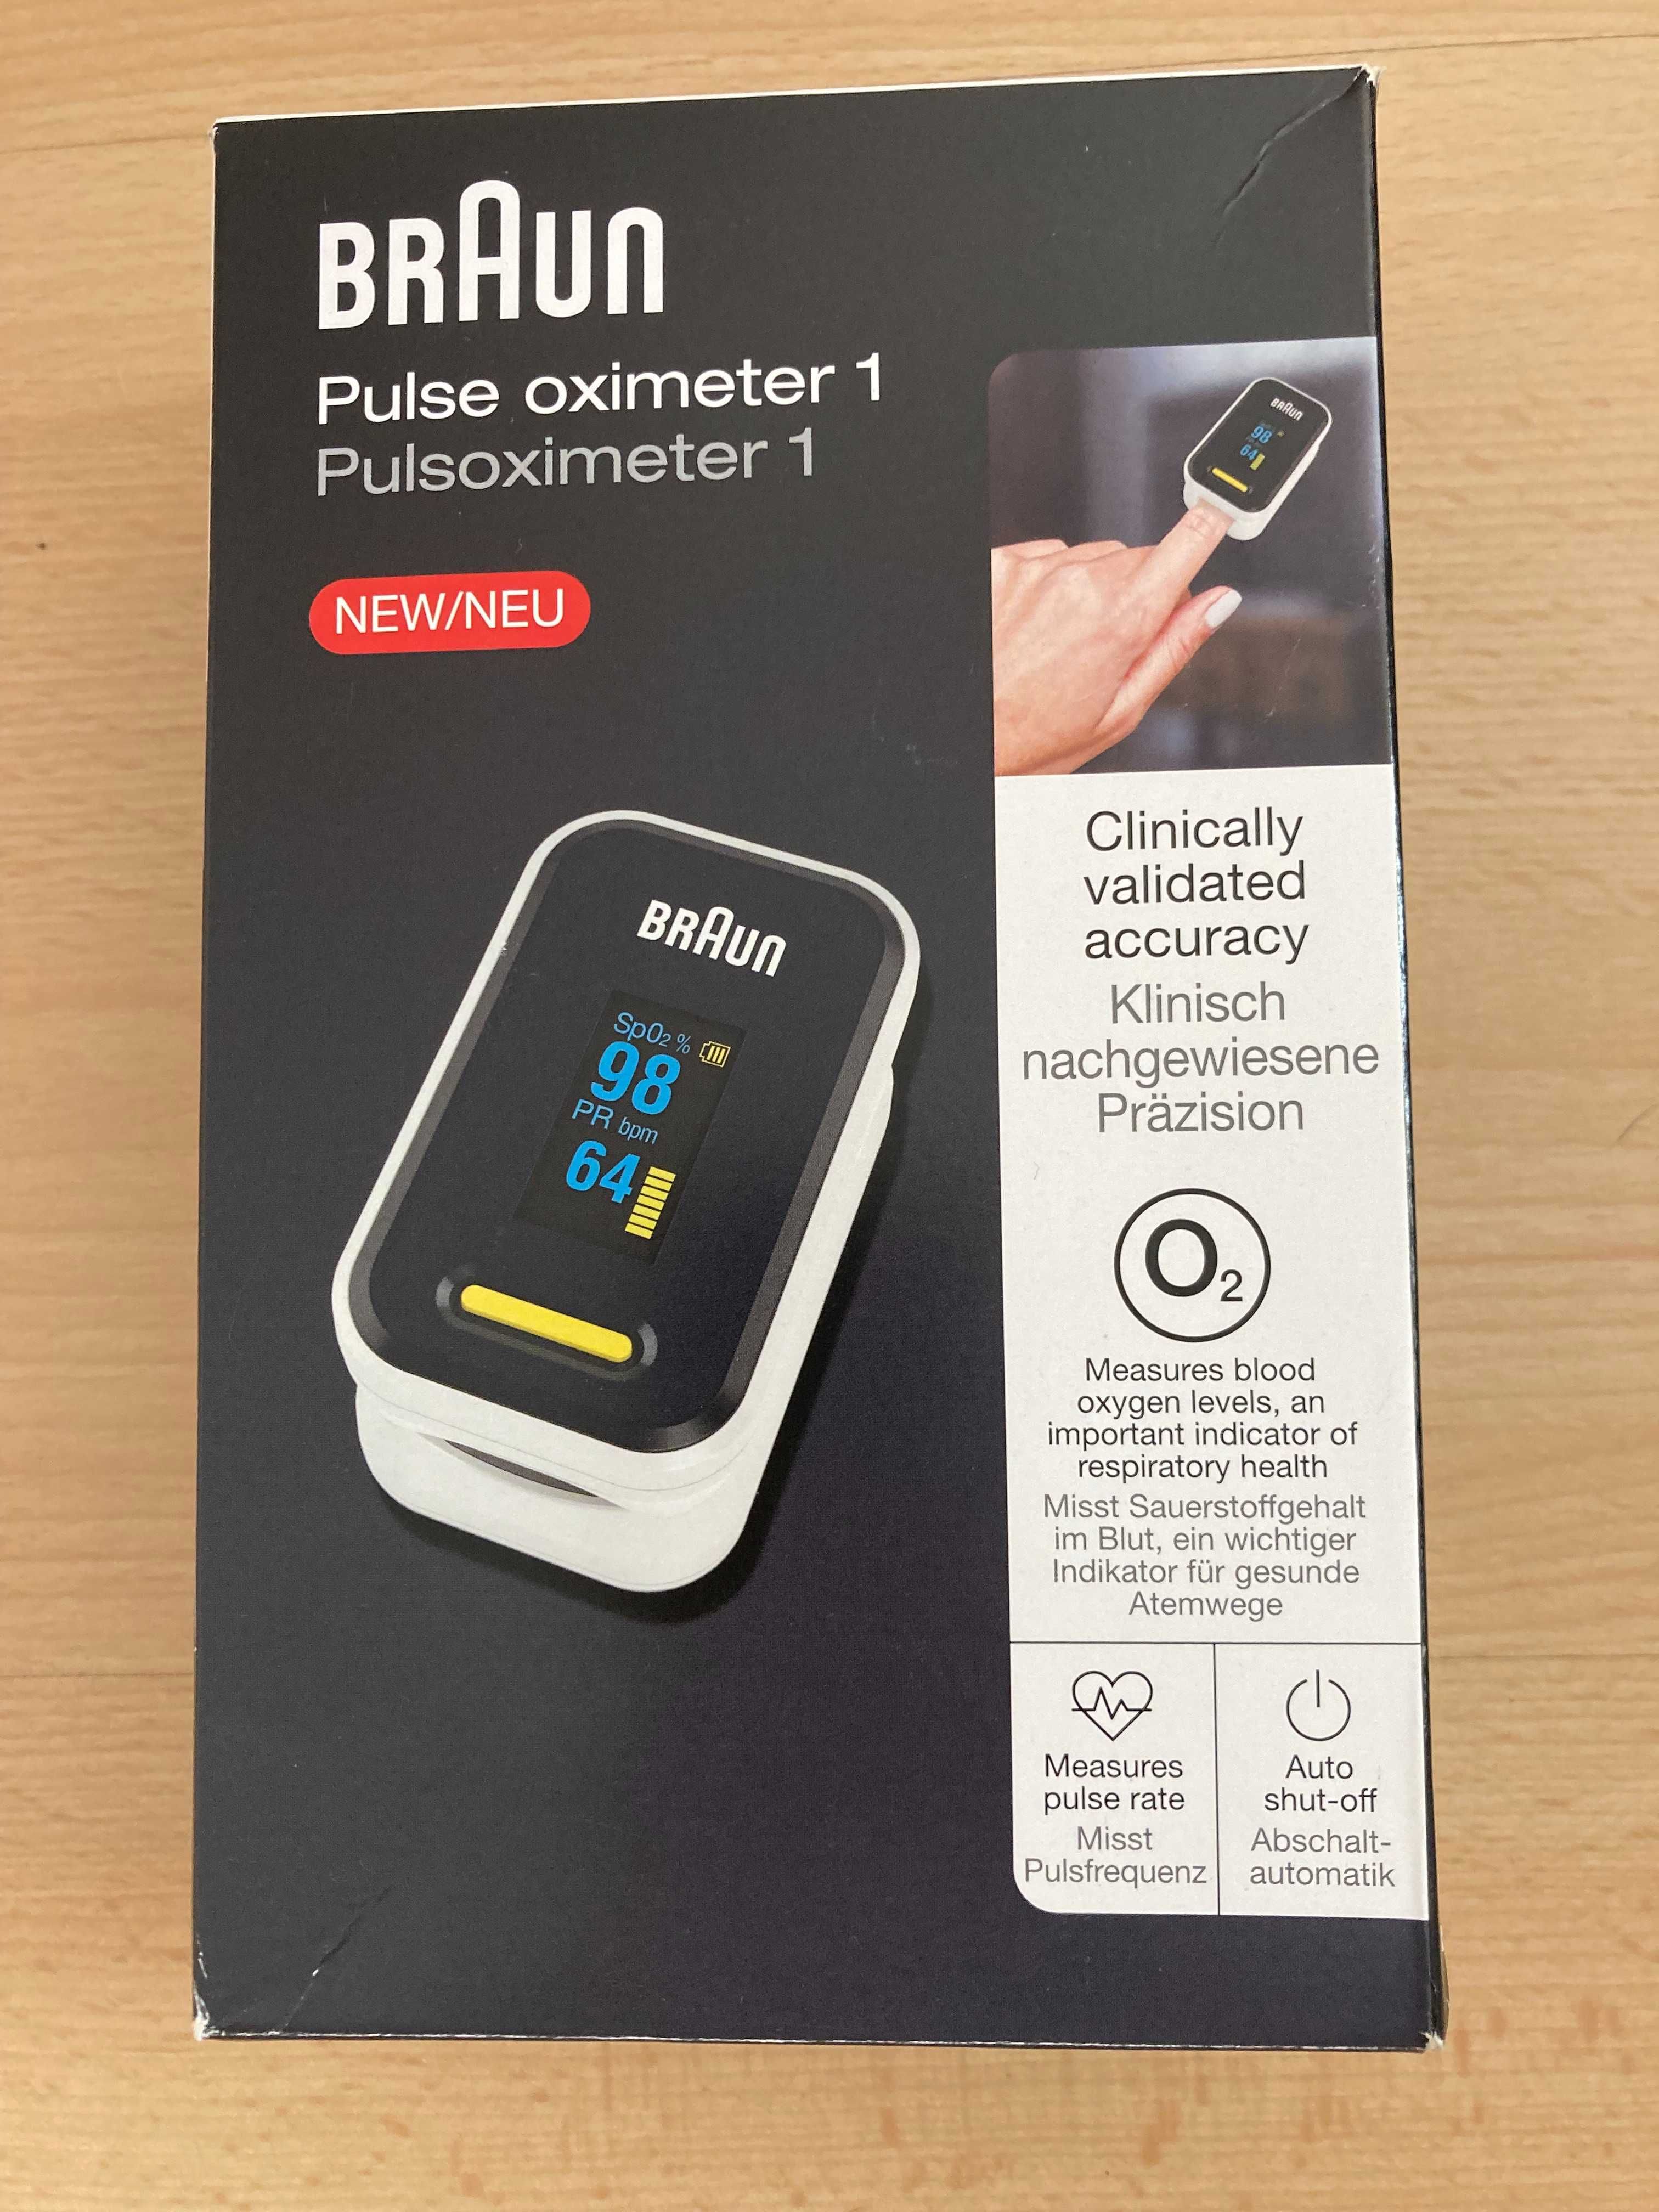 BRAUN
Pulse oximeter 1
Pulsoximeter 1
NEW/NEU
BRAUN
98
64
BRAUN
SpO2 %
98
PR bpm
64
Clinically
validated
accuracy
Klinisch
nachgewiesene
Präzision
O2
Measures blood
oxygen levels, an
important indicator of
respiratory health
Misst Sauerstoffgehalt
im Blut, ein wichtiger
Indikator für gesunde
Atemwege
Measures
pulse rate
Misst
Pulsfrequenz
Auto
shut-off
Abschalt-
automatik